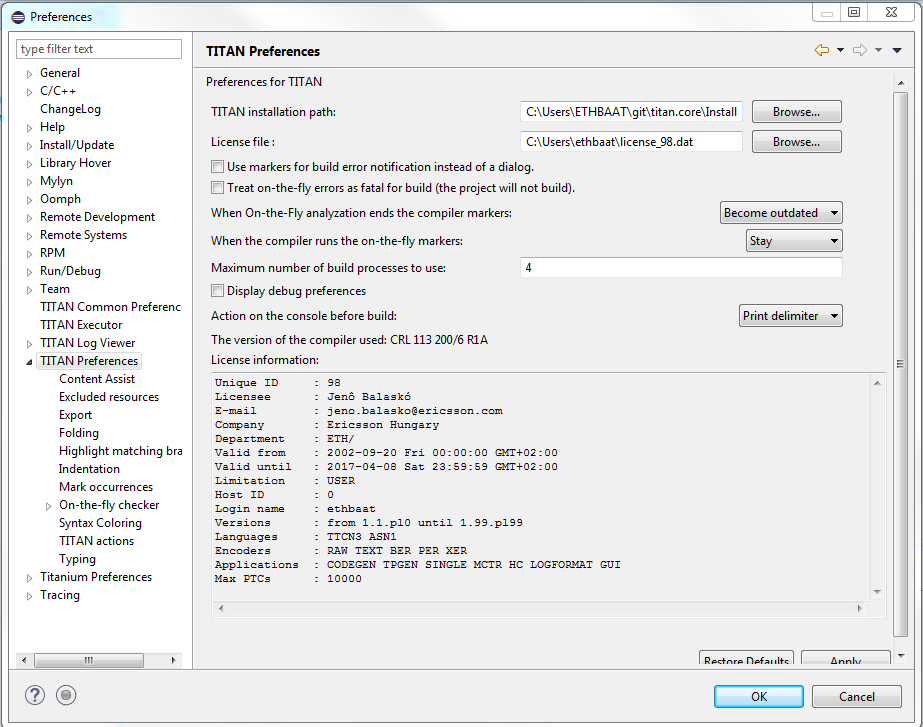 Preferences
type filter text
General
C/C++
ChangeLog
Help
Install/Update
Library Hover
Mylyn
Oomph
Remote Development
Remote Systems
RPM
Run/Debug
Team
TITAN Common Preferenc
TITAN Executor
TITAN Log Viewer
TITAN Preferences
Content Assist
Excluded resources
Export
Folding
Highlight matching bra
Indentation
Mark occurrences
On-the-fly checker
Syntax Coloring
TITAN actions
Typing
Titanium Preferences
Tracing
TITAN Preferences
Preferences for TITAN
TITAN installation path: C:\Users\ETHBAAT\git\titan.core\Install Browse...
License file : C:\Users\ethbaat\license_98.dat Browse...
Use markers for build error notification instead of a dialog.
Treat on-the-fly errors as fatal for build (the project will not build).
When On-the-Fly analyzation ends the compiler markers: Become outdated
When the compiler runs the on-the-fly markers: Stay
Maximum number of build processes to use: 4
Display debug preferences
Action on the console before build: Print delimiter
The version of the compiler used: CRL 113 200/6 R1A
License information:
Unique ID : 98
Licensee : Jenô Balaskó
E-mail : jeno.balasko@ericsson.com
Company : Ericsson Hungary
Department : ETH/
Valid from : 2002-09-20 Fri 00:00:00 GMT+02:00
Valid until : 2017-04-08 Sat 23:59:59 GMT+02:00
Limitation : USER
Host ID : 0
Login name : ethbaat
Versions : from 1.1.pl0 until 1.99.pl99
Languages : TTCN3 ASN1
Encoders : RAW TEXT BER PER XER
Applications : CODEGEN TPGEN SINGLE MCTR HC LOGFORMAT GUI
Max PTCs : 10000
Restore Defaults Apply
? OK Cancel